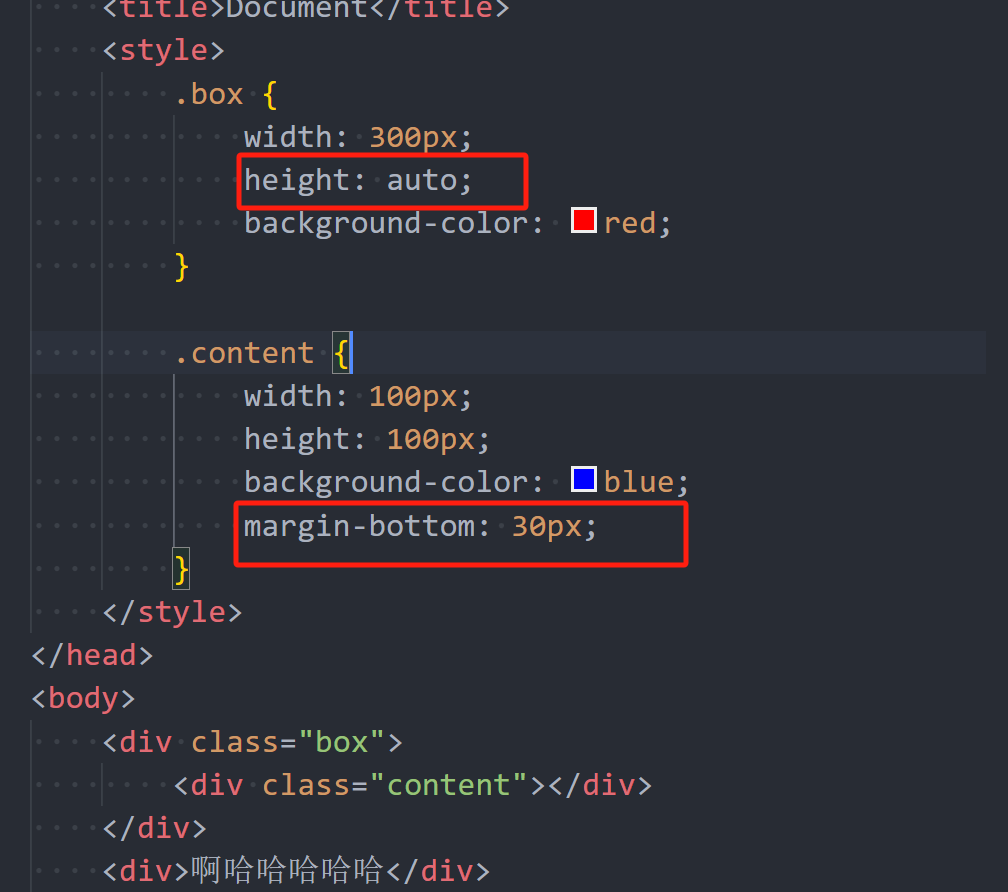 <title>Document</title>
<style>
.box {
width: 300px;
height: auto;
background-color: red;
}
.content {
width: 100px;
height: 100px;
background-color: blue;
margin-bottom: 30px;
}
</style>
</head>
<body>
<div class="box">
<div class="content"></div>
</div>
<div>啊哈哈哈哈哈</div>